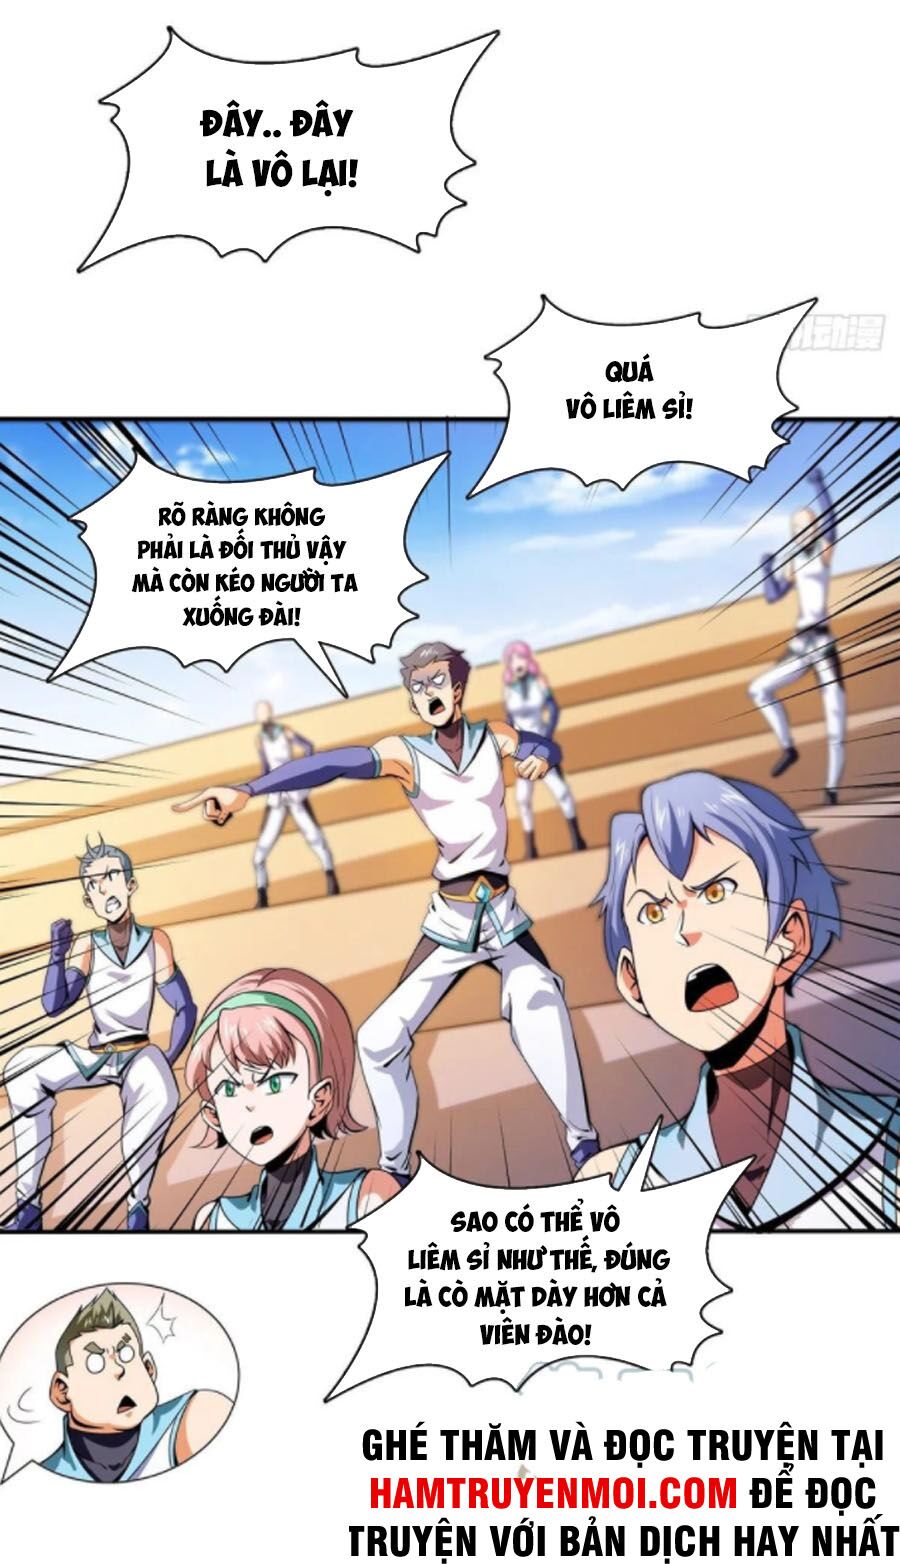 ĐÂY.. ĐÂY
LÀ VÔ LẠI!
QUÁ
VÔ LIÊM SỈ!
RÕ RÀNG KHÔNG
PHẢI LÀ ĐỐI THỦ VẬY
MÀ CÒN KÉO NGƯỜI TA
XUỐNG ĐÀI!
SAO CÓ THỂ VÔ
LIÊM SỈ NHƯ THẾ, ĐÚNG
LÀ CÒ MẶT DÀY HƠN CẢ
VIÊN ĐÀO!
GHÉ THĂM VÀ ĐỌC TRUYỆN TẠI
HAMTRUYENMOI.COM ĐỂ ĐỌC
TRUYỆN VỚI BẢN DỊCH HAY NHẤT